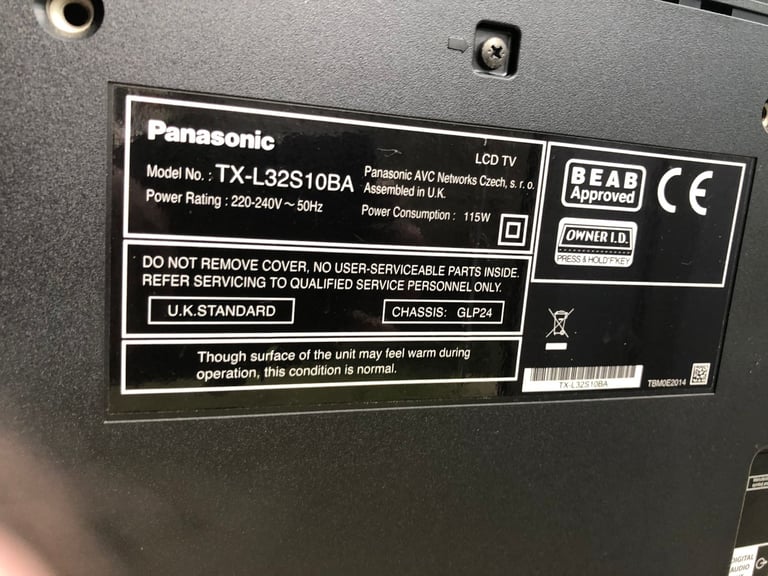 Panasonic
LCD TV
Model No. : TX-L32S10BA
Panasonic AVC Networks Czech, s. r. o.
Assembled in U.K.
Power Rating : 220-240V ~ 50Hz
Power Consumption : 115W
DO NOT REMOVE COVER, NO USER-SERVICEABLE PARTS INSIDE.
REFER SERVICING TO QUALIFIED SERVICE PERSONNEL ONLY.
U.K.STANDARD
CHASSIS: GLP24
Though surface of the unit may feel warm during
operation, this condition is normal.
BEAB
Approved
CE
OWNER I.D.
PRESS & HOLD'F'KEY
TX-L32S10BA
TBM0E2014
DIGITAL
AUDIO